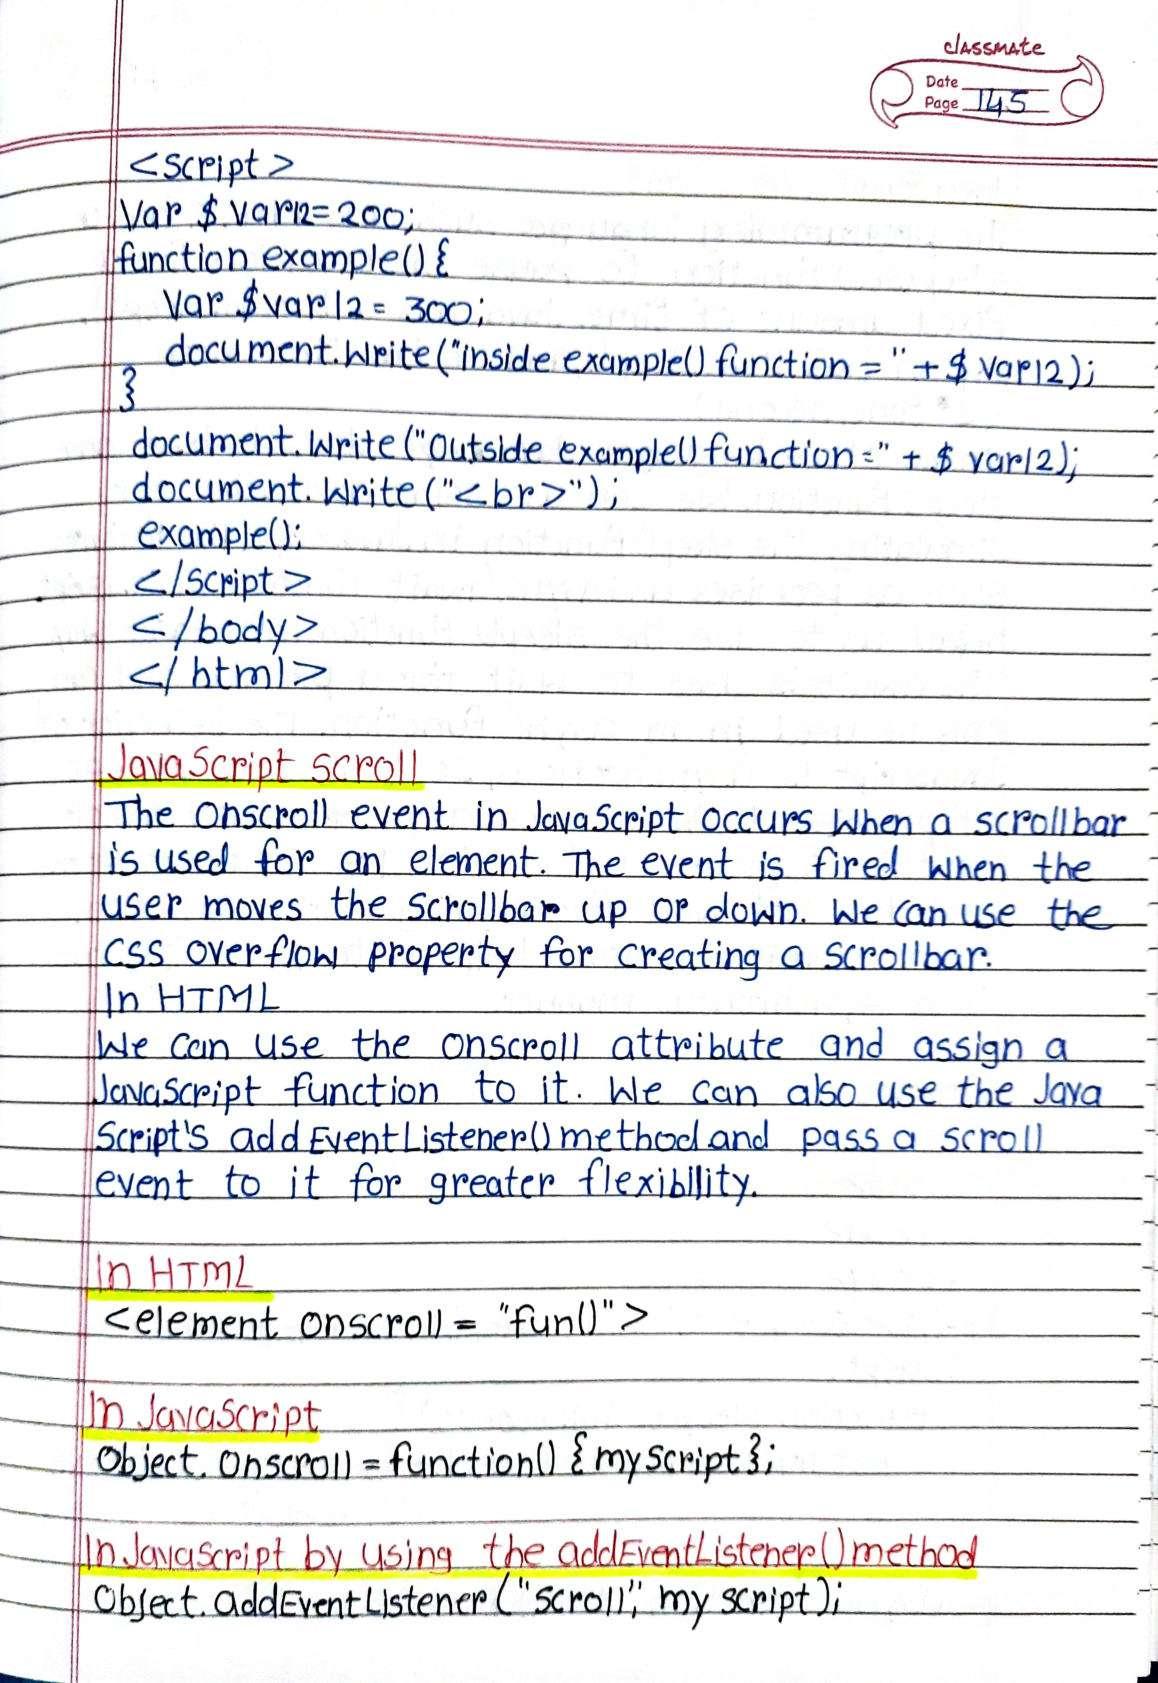 classmate
Date
Page 145
<script>
Var $ var12= 200;
function example() {
Var $var12 = 300;
document.Write("inside example() function =" + $ var12);
}
document.Write("Outside example() function =" + $ var12);
document.Write("<br>");
example();
</script>
</body>
</html>
JavaScript scroll
The onscroll event in JavaScript occurs when a scrollbar
is used for an element. The event is fired when the
user moves the scrollbar up or down. We can use the
CSS overflow property for creating a scrollbar.
In HTML
We can use the onscroll attribute and assign a
JavaScript function to it. We can also use the Java
Script's addEventListener() method and pass a scroll
event to it for greater flexibility.
In HTML
<element onscroll = "fun()">
In JavaScript
Object.onscroll = function() {myscript};
In Javascript by using the addEventListener() method
Object.addEventListener("scroll", my script);